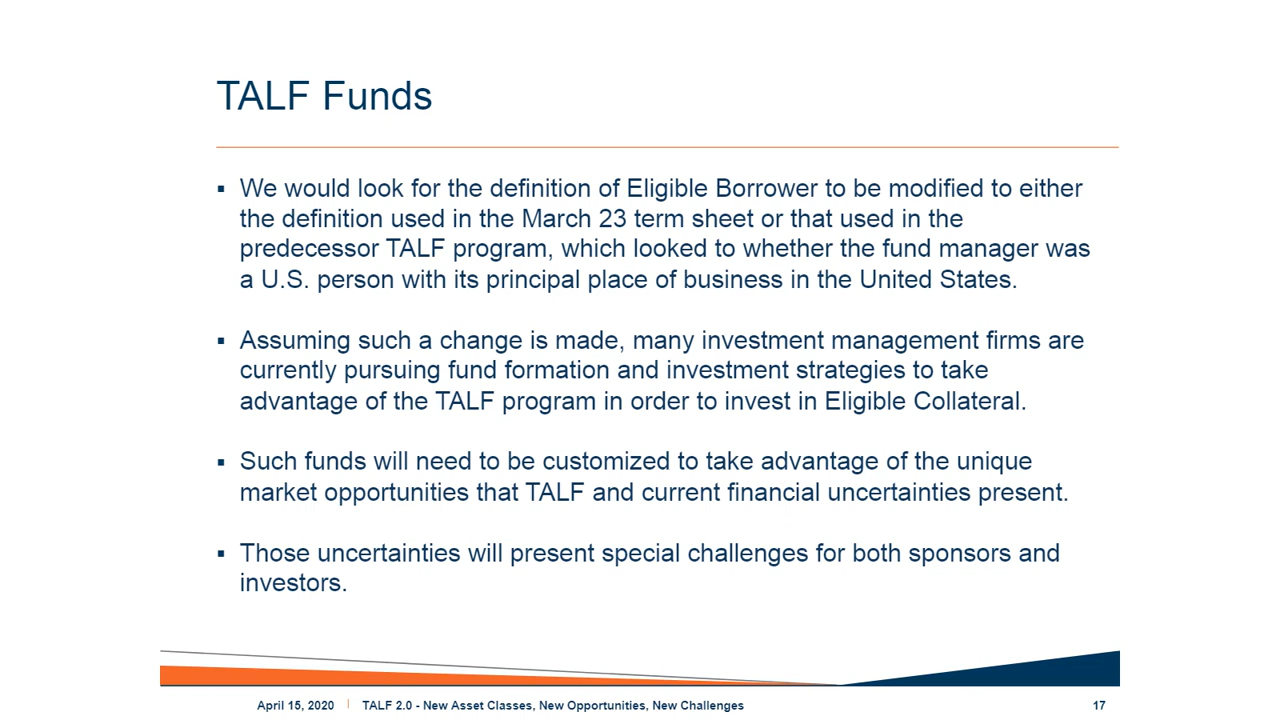 TALF Funds
▪ We would look for the definition of Eligible Borrower to be modified to either
the definition used in the March 23 term sheet or that used in the
predecessor TALF program, which looked to whether the fund manager was
a U.S. person with its principal place of business in the United States.
▪ Assuming such a change is made, many investment management firms are
currently pursuing fund formation and investment strategies to take
advantage of the TALF program in order to invest in Eligible Collateral.
▪ Such funds will need to be customized to take advantage of the unique
market opportunities that TALF and current financial uncertainties present.
▪ Those uncertainties will present special challenges for both sponsors and
investors.
April 15, 2020 | TALF 2.0 - New Asset Classes, New Opportunities, New Challenges 17